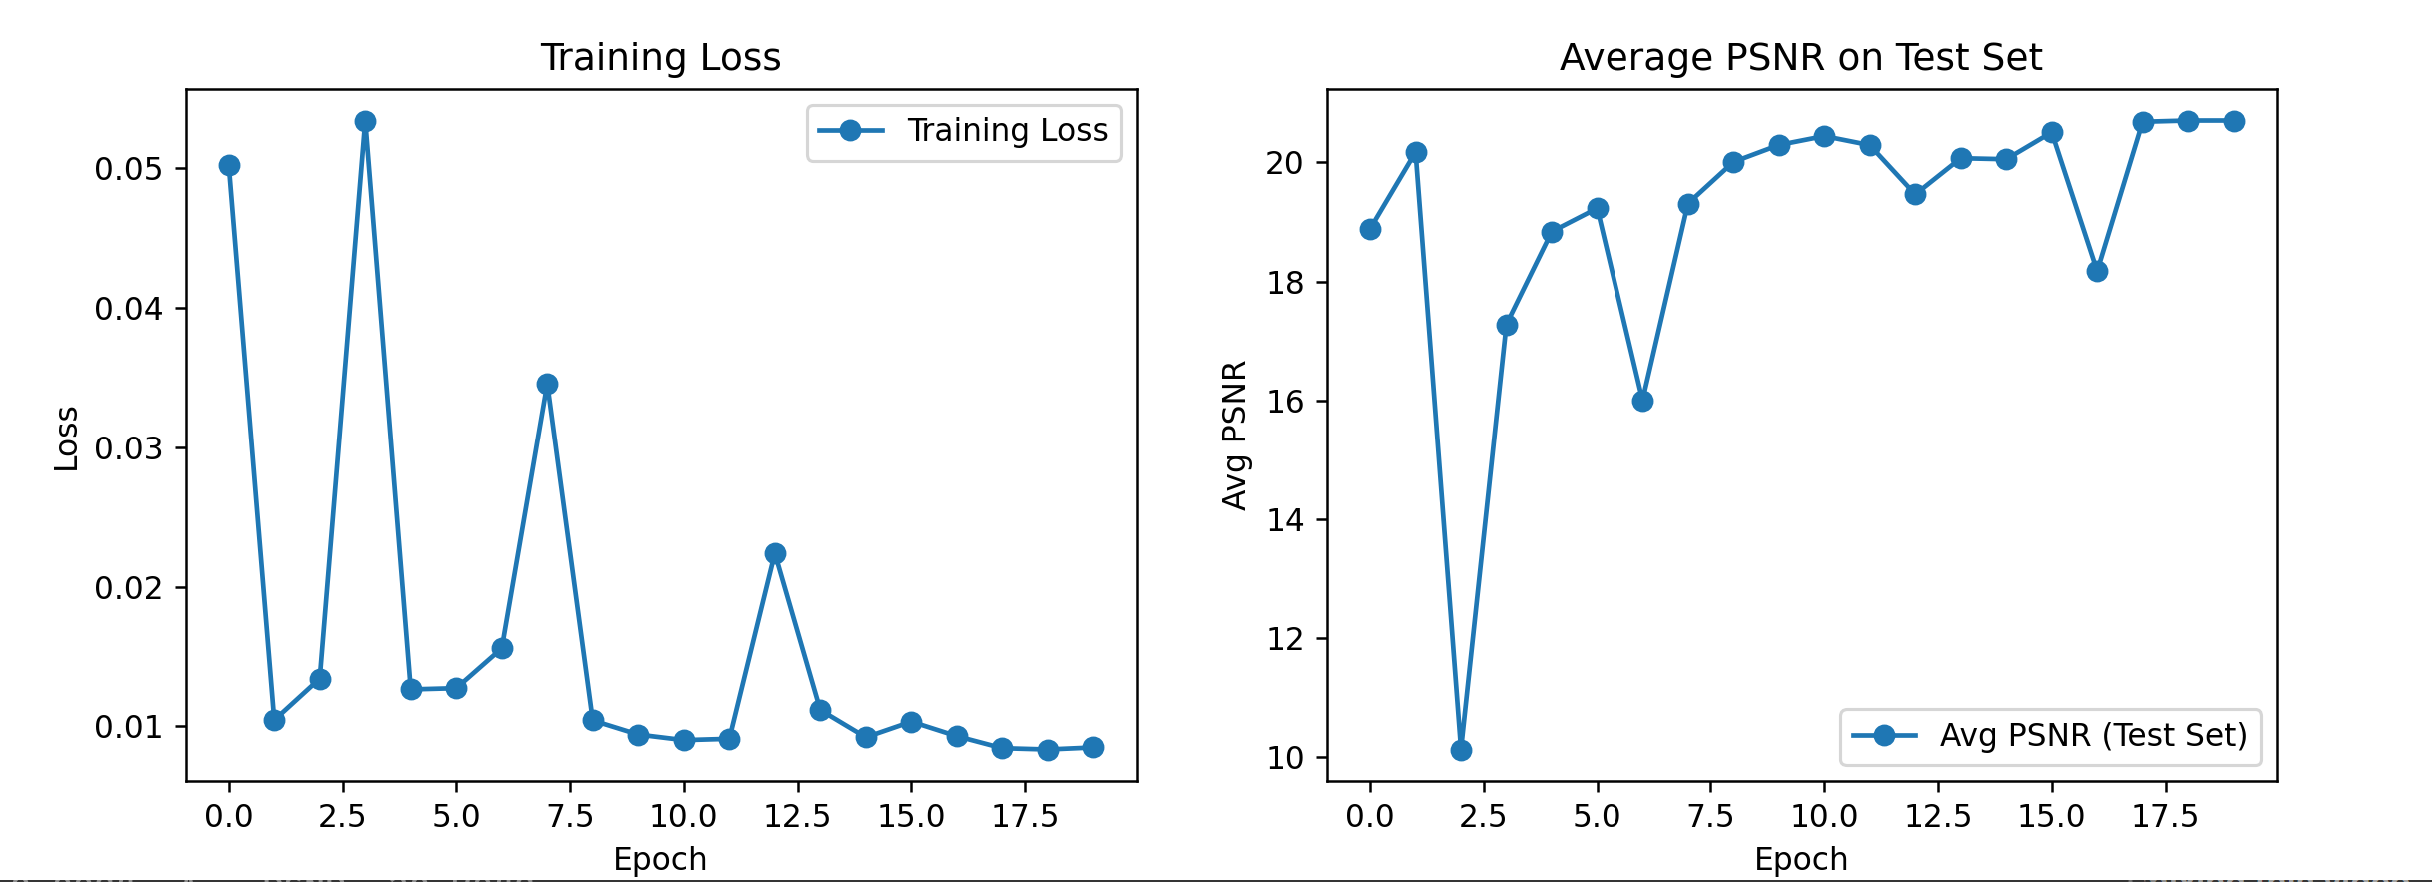 Training Loss
Training Loss
0.05
0.04
0.03
0.02
0.01
Loss
0.0 2.5 5.0 7.5 10.0 12.5 15.0 17.5
Epoch
Average PSNR on Test Set
20
18
16
14
12
10
Avg PSNR
Avg PSNR (Test Set)
0.0 2.5 5.0 7.5 10.0 12.5 15.0 17.5
Epoch